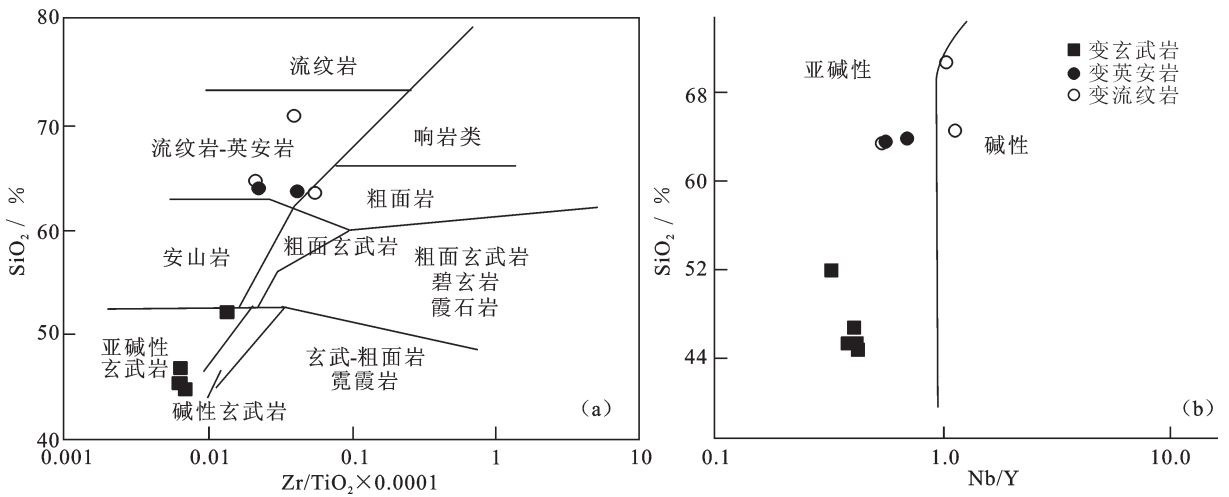 80
70
60
50
40
SiO₂ / %
流纹岩
流纹岩-英安岩
响岩类
粗面岩
安山岩
粗面玄武岩
粗面玄武岩
碧玄岩
霞石岩
亚碱性
玄武岩
玄武-粗面岩
霓霞岩
碱性玄武岩
(a)
0.001
0.01
0.1
1
10
Zr/TiO₂×0.0001
(b)
68
60
52
44
SiO₂ / %
亚碱性
碱性
变玄武岩
变英安岩
变流纹岩
0.1
1.0
10.0
Nb/Y